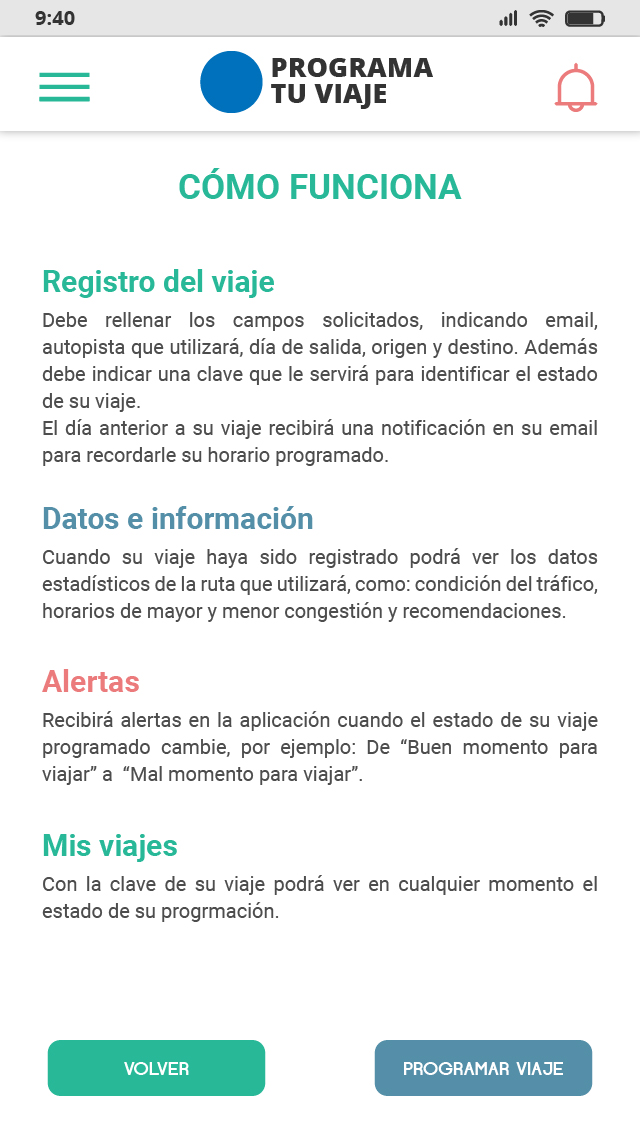 9:40
PROGRAMA
TU VIAJE
CÓMO FUNCIONA
Registro del viaje
Debe rellenar los campos solicitados, indicando email,
autopista que utilizará, día de salida, origen y destino. Además
debe indicar una clave que le servirá para identificar el estado
de su viaje.
El día anterior a su viaje recibirá una notificación en su email
para recordarle su horario programado.
Datos e información
Cuando su viaje haya sido registrado podrá ver los datos
estadísticos de la ruta que utilizará, como: condición del tráfico,
horarios de mayor y menor congestión y recomendaciones.
Alertas
Recibirá alertas en la aplicación cuando el estado de su viaje
programado cambie, por ejemplo: De “Buen momento para
viajar” a “Mal momento para viajar”.
Mis viajes
Con la clave de su viaje podrá ver en cualquier momento el
estado de su progrmación.
VOLVER
PROGRAMAR VIAJE